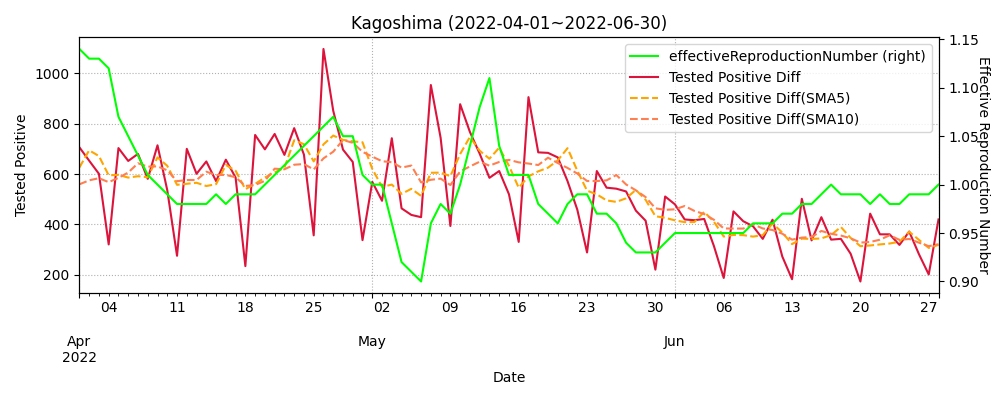 Kagoshima (2022-04-01~2022-06-30)
effectiveReproductionNumber (right)
Tested Positive Diff
Tested Positive Diff(SMA5)
Tested Positive Diff(SMA10)
Tested Positive
1000
800
600
400
200
1.15
1.10
1.05
1.00
0.95
0.90
Effective Reproduction Number
04 11 18 25 02 09 16 23 30 06 13 20 27
Apr May Jun
2022
Date